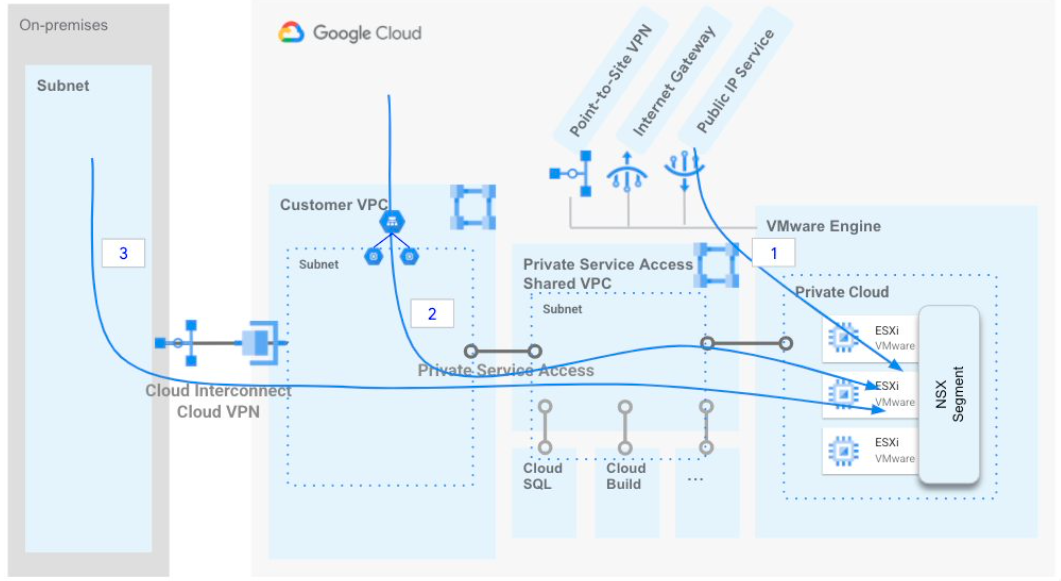 On-premises
Subnet
3
Cloud Interconnect
Cloud VPN
Google Cloud
Point-to-Site VPN
Internet Gateway
Public IP Service
Customer VPC
Subnet
2
Private Service Access
Private Service Access
Shared VPC
Subnet
Cloud
SQL
Cloud
Build
...
1
VMware Engine
Private Cloud
ESXi
VMware
ESXi
VMware
ESXi
VMware
NSX
Segment